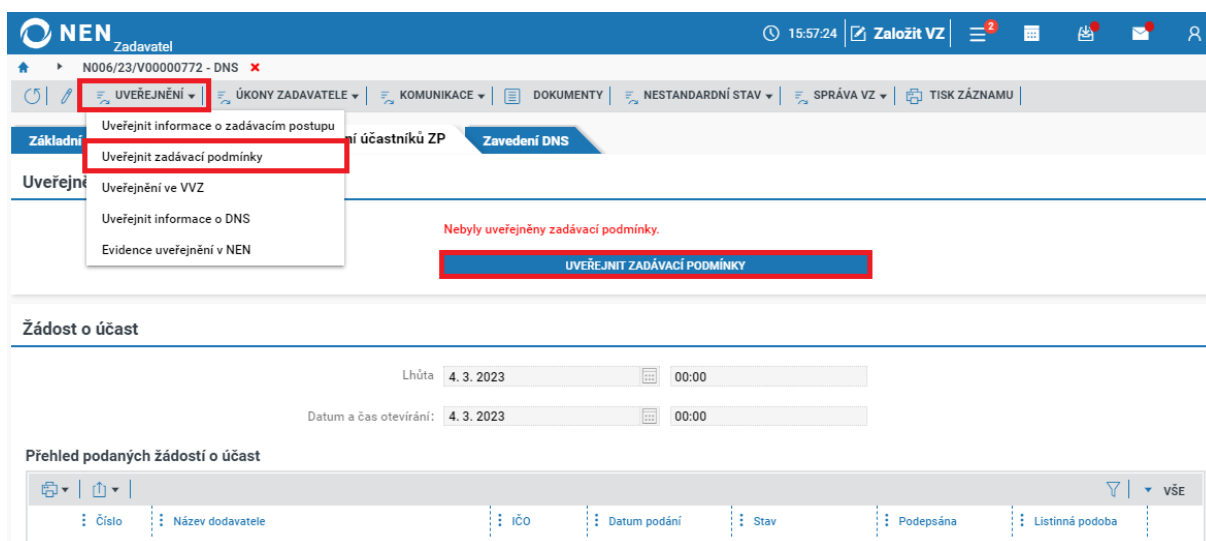 NEN Zadavatel 15:57:24 Založit VZ 2
N006/23/V00000772 - DNS
UVEŘEJNĚNÍ ÚKONY ZADAVATELE KOMUNIKACE DOKUMENTY NESTANDARDNÍ STAV SPRÁVA VZ TISK ZÁZNAMU
Uveřejnit informace o zadávacím postupu
Základní ní účastníků ZP Zavedení DNS
Uveřejnit zadávací podmínky
Uveřejně
Uveřejnění ve VVZ
Uveřejnit informace o DNS
Nebyly uveřejněny zadávací podmínky.
Evidence uveřejnění v NEN
UVEŘEJNIT ZADÁVACÍ PODMÍNKY
Žádost o účast
Lhůta 4. 3. 2023 00:00
Datum a čas otevírání: 4. 3. 2023 00:00
Přehled podaných žádostí o účast
VŠE
Číslo Název dodavatele IČO Datum podání Stav Podepsána Listinná podoba